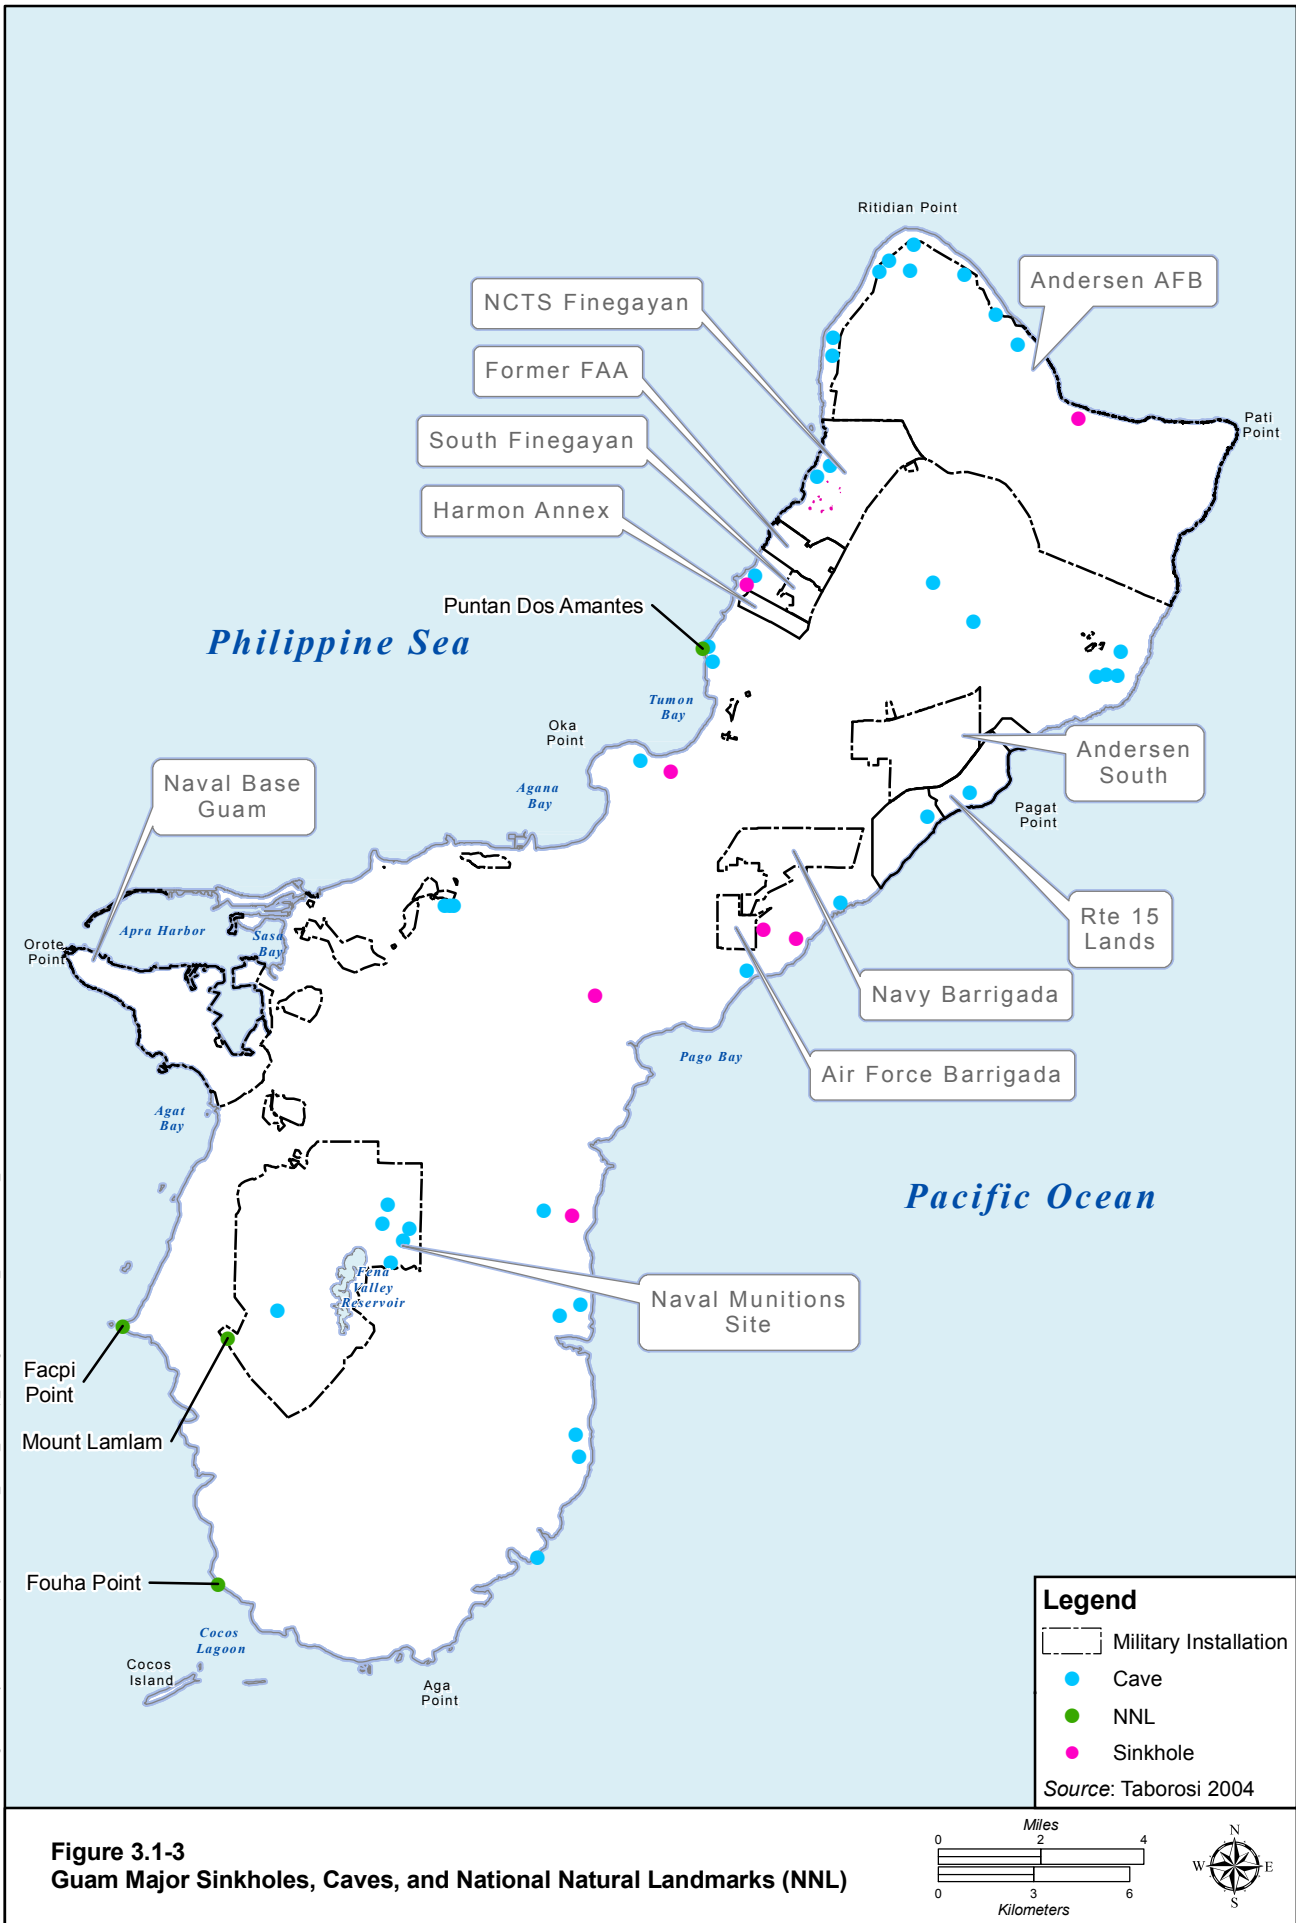 Ritidian Point
Andersen AFB
NCTS Finegayan
Former FAA
South Finegayan
Harmon Annex
Pati
Point
Puntan Dos Amantes
Philippine Sea
Tumon
Bay
Oka
Point
Andersen
South
Naval Base
Guam
Agana
Bay
Pagat
Point
Rte 15
Lands
Orote
Point
Apra Harbor
Sasa
Bay
Navy Barrigada
Pago Bay
Air Force Barrigada
Agat
Bay
Pacific Ocean
Fena
Valley
Reservoir
Naval Munitions
Site
Facpi
Point
Mount Lamlam
Fouha Point
Cocos
Lagoon
Cocos
Island
Aga
Point
Legend
Military Installation
Cave
NNL
Sinkhole
Source: Taborosi 2004
Figure 3.1-3
Guam Major Sinkholes, Caves, and National Natural Landmarks (NNL)
Miles
0 2 4
0 3 6
Kilometers
N
W E
S